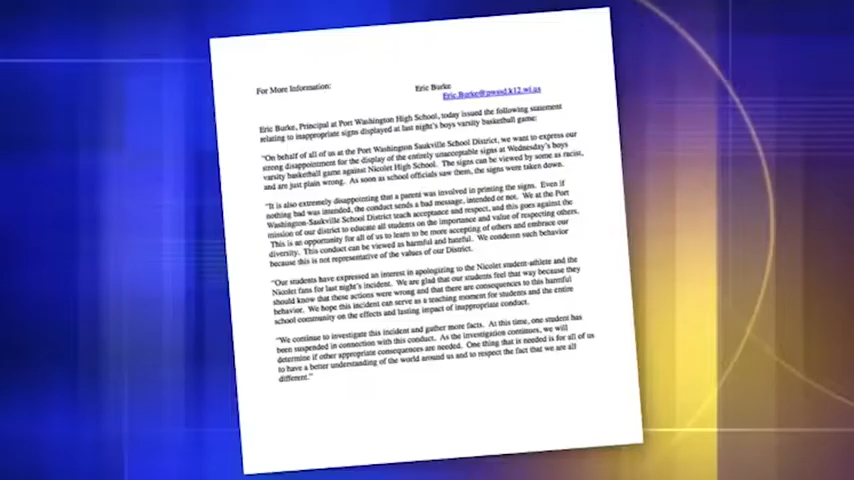 For More Information: Eric Burke
Eric.Burke@pwssd.k12.wi.us
Eric Burke, Principal at Port Washington High School, today issued the following statement
relating to inappropriate signs displayed at last night's boys varsity basketball game:
"On behalf of all of us at the Port Washington Saukville School District, we want to express our
strong disappointment for the display of the entirely unacceptable signs at Wednesday's boys
varsity basketball game against Nicolet High School. The signs can be viewed by some as racist,
and are just plain wrong. As soon as school officials saw them, the signs were taken down.
"It is also extremely disappointing that a parent was involved in printing the signs. Even if
nothing bad was intended, the conduct sends a bad message, intended or not. We at the Port
Washington-Saukville School District teach acceptance and respect, and this goes against the
mission of our district to educate all students on the importance and value of respecting others.
This is an opportunity for all of us to learn to be more accepting of others and embrace our
diversity. This conduct can be viewed as harmful and hateful. We condemn such behavior
because this is not representative of the values of our District.
"Our students have expressed an interest in apologizing to the Nicolet student-athlete and the
Nicolet fans for last night's incident. We are glad that our students feel that way because they
should know that these actions were wrong and that there are consequences to this harmful
behavior. We hope this incident can serve as a teaching moment for students and the entire
school community on the effects and lasting impact of inappropriate conduct.
"We continue to investigate this incident and gather more facts. At this time, one student has
been suspended in connection with this conduct. As the investigation continues, we will
determine if other appropriate consequences are needed. One thing that is needed is for all of us
to have a better understanding of the world around us and to respect the fact that we are all
different."